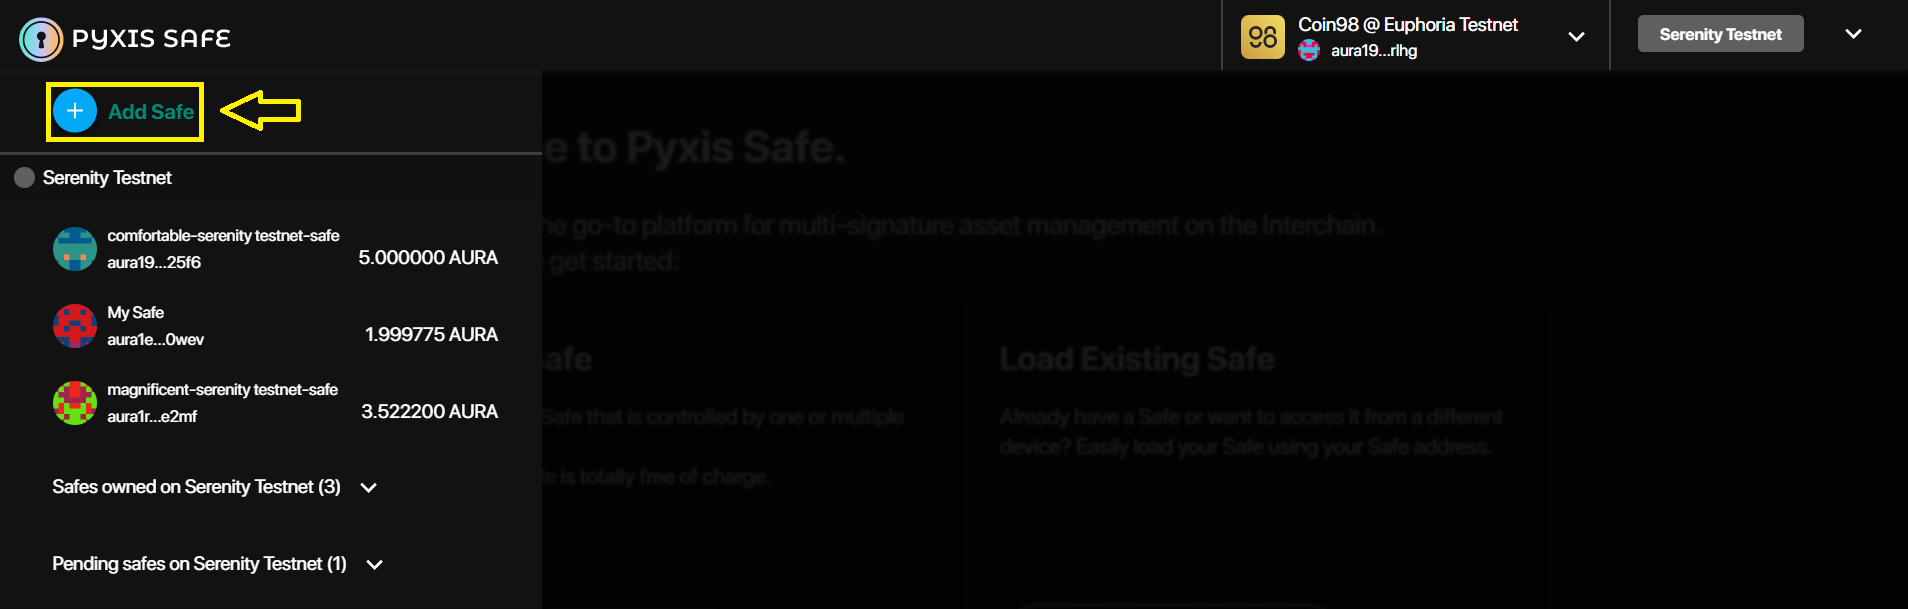 PYXIS SAFE
Coin98 @ Euphoria Testnet
aura19...rlhg
Serenity Testnet
Add Safe
Serenity Testnet
comfortable-serenity testnet-safe
aura19...25f6
5.000000 AURA
My Safe
aura1e...0wev
1.999775 AURA
magnificent-serenity testnet-safe
aura1r...e2mf
3.522200 AURA
Safes owned on Serenity Testnet (3)
Pending safes on Serenity Testnet (1)
e to Pyxis Safe.
ne go-to platform for multi-signature asset management on the Interchain.
get started:
Safe
Safe that is controlled by one or multiple
e is totally free of charge.
Load Existing Safe
Already have a Safe or want to access it from a different
device? Easily load your Safe using your Safe address.